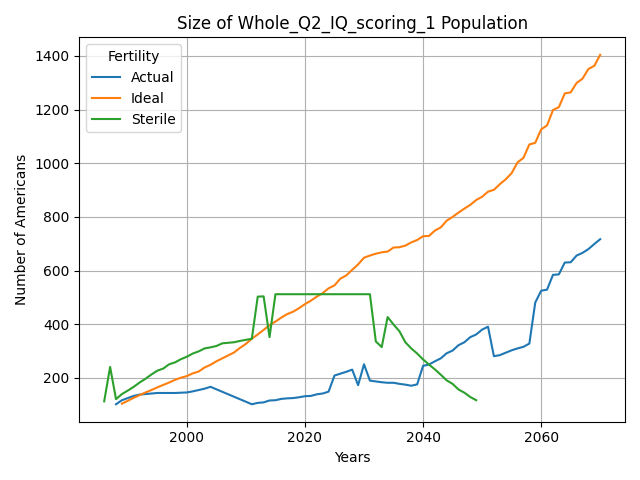 Size of Whole_Q2_IQ_scoring_1 Population
Fertility
Actual
Ideal
Sterile
Number of Americans
1400
1200
1000
800
600
400
200
2000
2020
2040
2060
Years